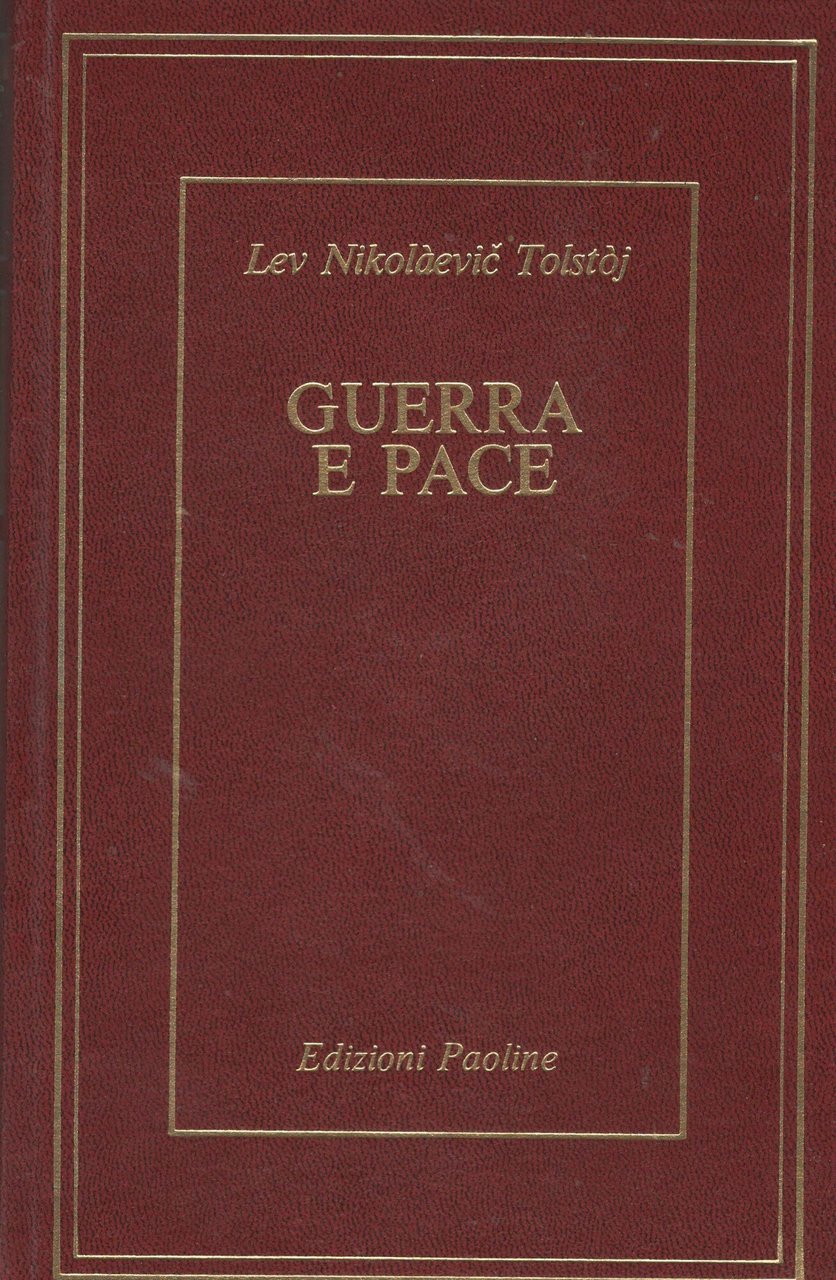 Lev Nikolàevič Tolstòj
GUERRA
E PACE
Edizioni Paoline